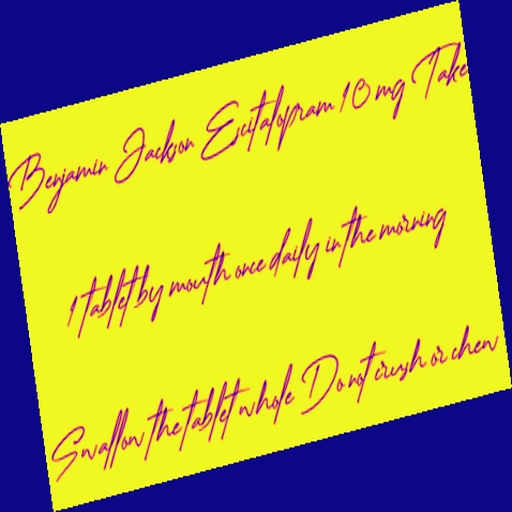 Benjamin Jackson Escitalopram 10 mg Take
1 tablet by mouth once daily in the morning
Swallow the tablet whole Do not crush or chew